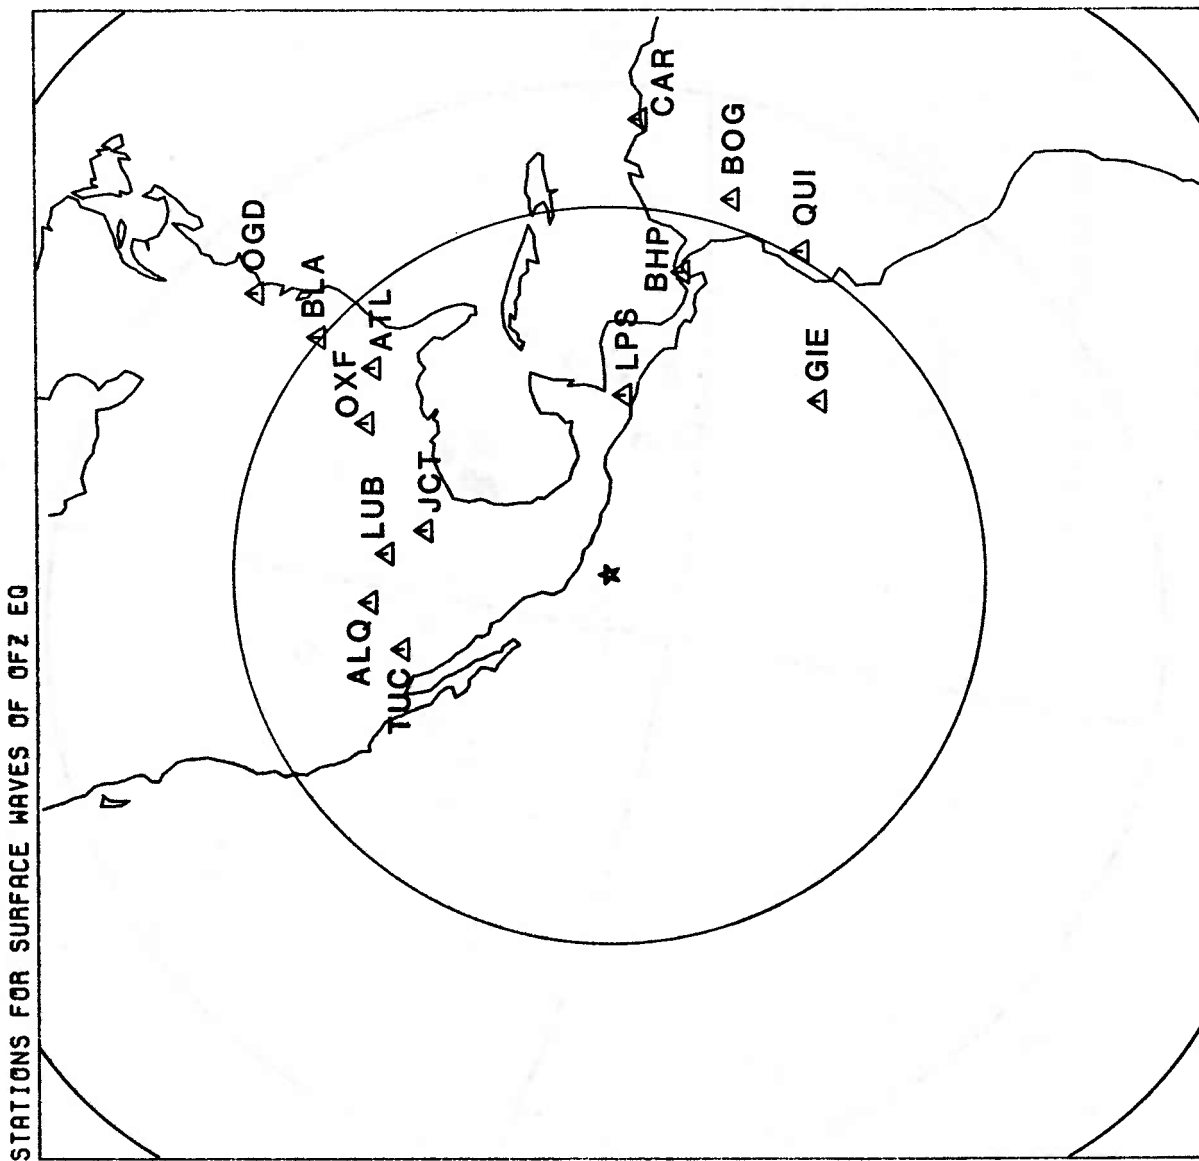 STATIONS FOR SURFACE WAVES OF OFZ EQ
OGD
BLA
ATL
OXF
LUB
JCT
ALQ
TUC
CAR
BOG
QUI
BHP
LPS
GIE